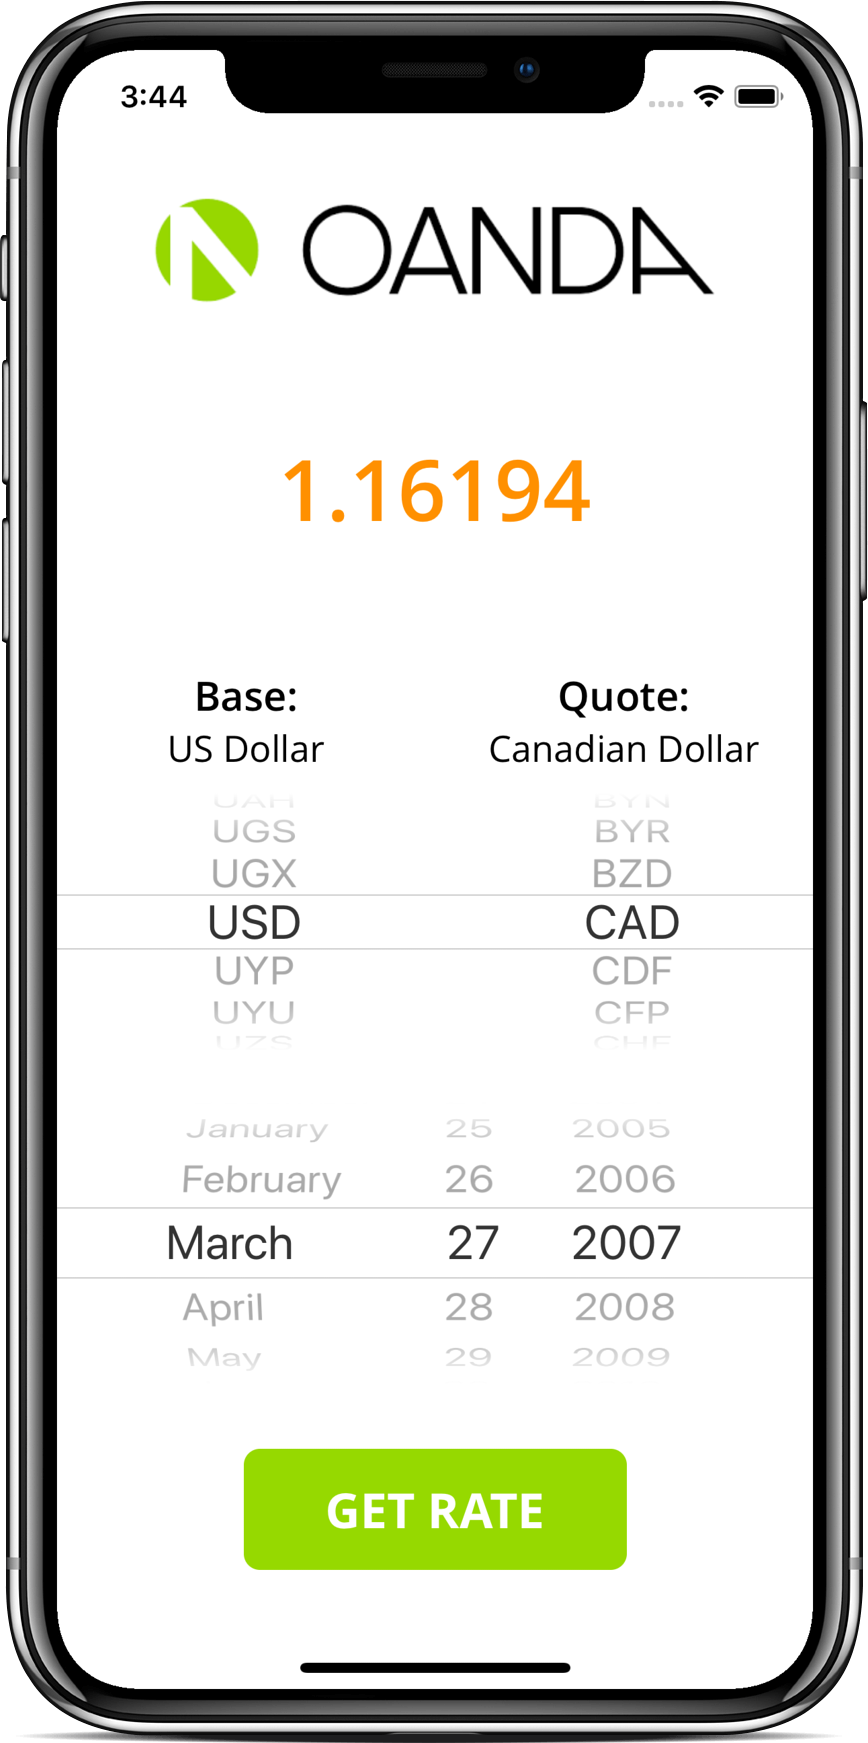 3:44
OANDA
1.16194
Base: Quote:
US Dollar Canadian Dollar
UAH BYN
UGS BYR
UGX BZD
USD CAD
UYP CDF
UYU CFP
UZS CHF
January 25 2005
February 26 2006
March 27 2007
April 28 2008
May 29 2009
GET RATE